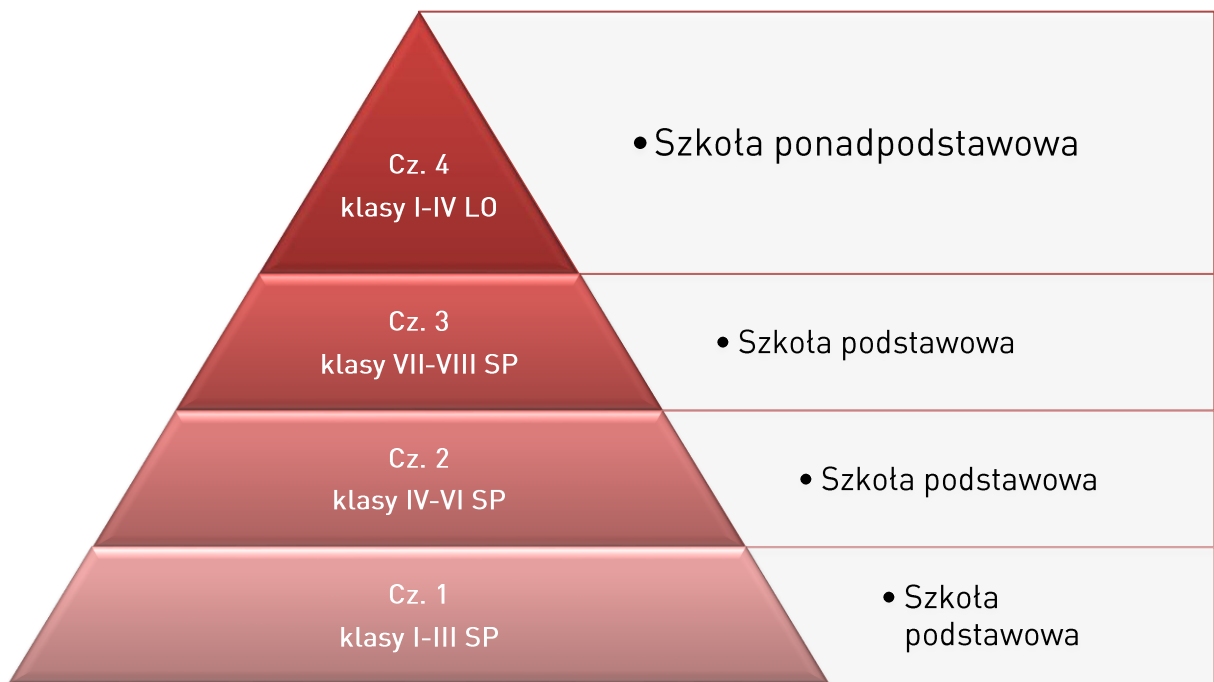 Cz. 4
klasy I-IV LO
• Szkoła ponadpodstawowa
Cz. 3
klasy VII-VIII SP
• Szkoła podstawowa
Cz. 2
klasy IV-VI SP
• Szkoła podstawowa
Cz. 1
klasy I-III SP
• Szkoła
podstawowa